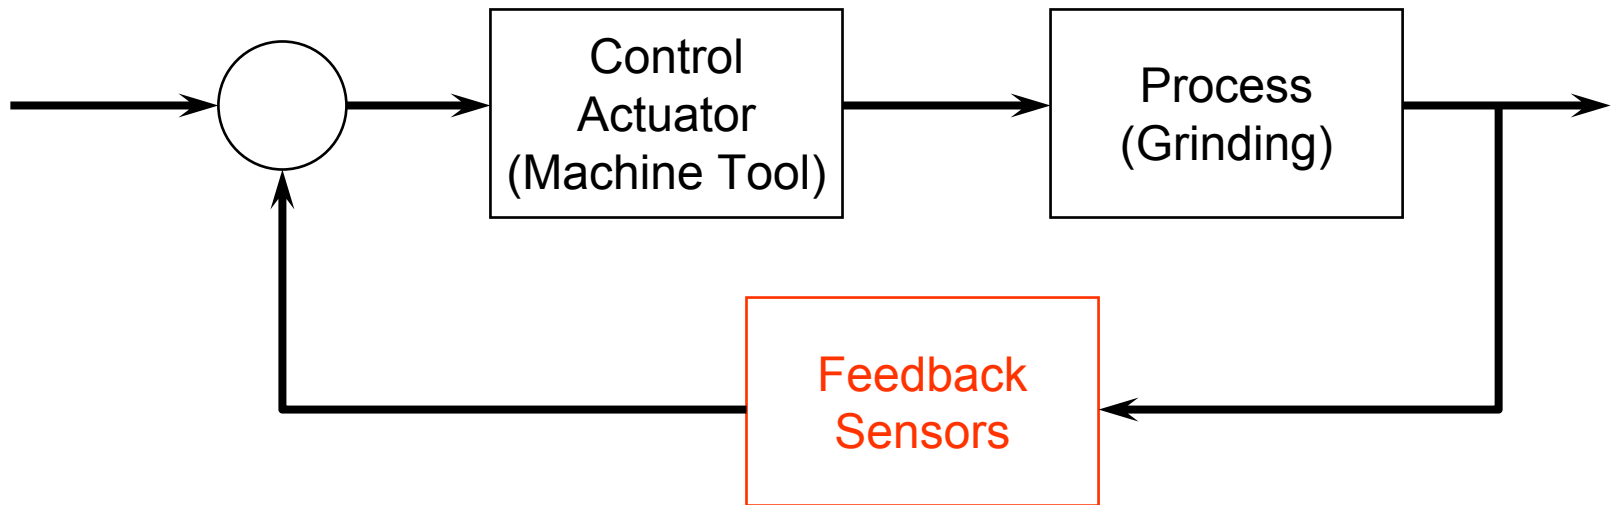 Control
Actuator
(Machine Tool)
Process
(Grinding)
Feedback
Sensors